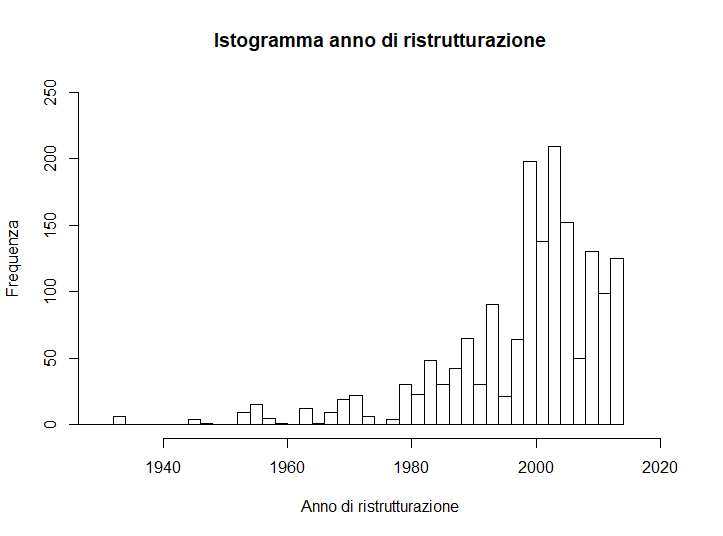 Istogramma anno di ristrutturazione
250
200
150
100
50
0
Frequenza
1940 1960 1980 2000 2020
Anno di ristrutturazione